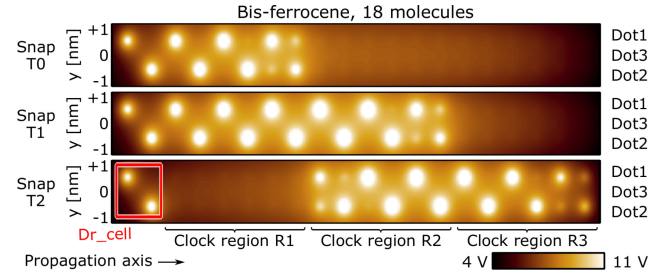 Bis-ferrocene, 18 molecules
Snap T0
y [nm]
+1
0
-1
Dot1
Dot3
Dot2
Snap T1
y [nm]
+1
0
-1
Dot1
Dot3
Dot2
Snap T2
y [nm]
+1
0
-1
Dot1
Dot3
Dot2
Dr_cell
Clock region R1
Clock region R2
Clock region R3
Propagation axis
4 V
11 V